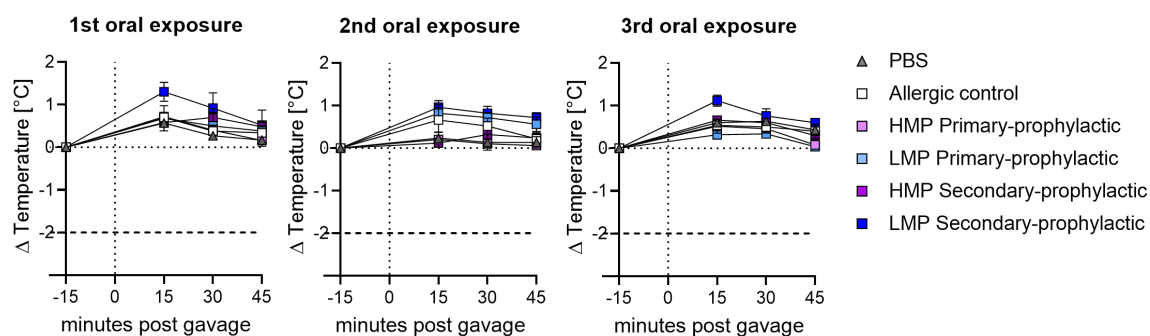 1st oral exposure
2nd oral exposure
3rd oral exposure
Δ Temperature [°C]
2
1
0
-1
-2
-15 0 15 30 45
minutes post gavage
Δ Temperature [°C]
2
1
0
-1
-2
-15 0 15 30 45
minutes post gavage
Δ Temperature [°C]
2
1
0
-1
-2
-15 0 15 30 45
minutes post gavage
PBS
Allergic control
HMP Primary-prophylactic
LMP Primary-prophylactic
HMP Secondary-prophylactic
LMP Secondary-prophylactic